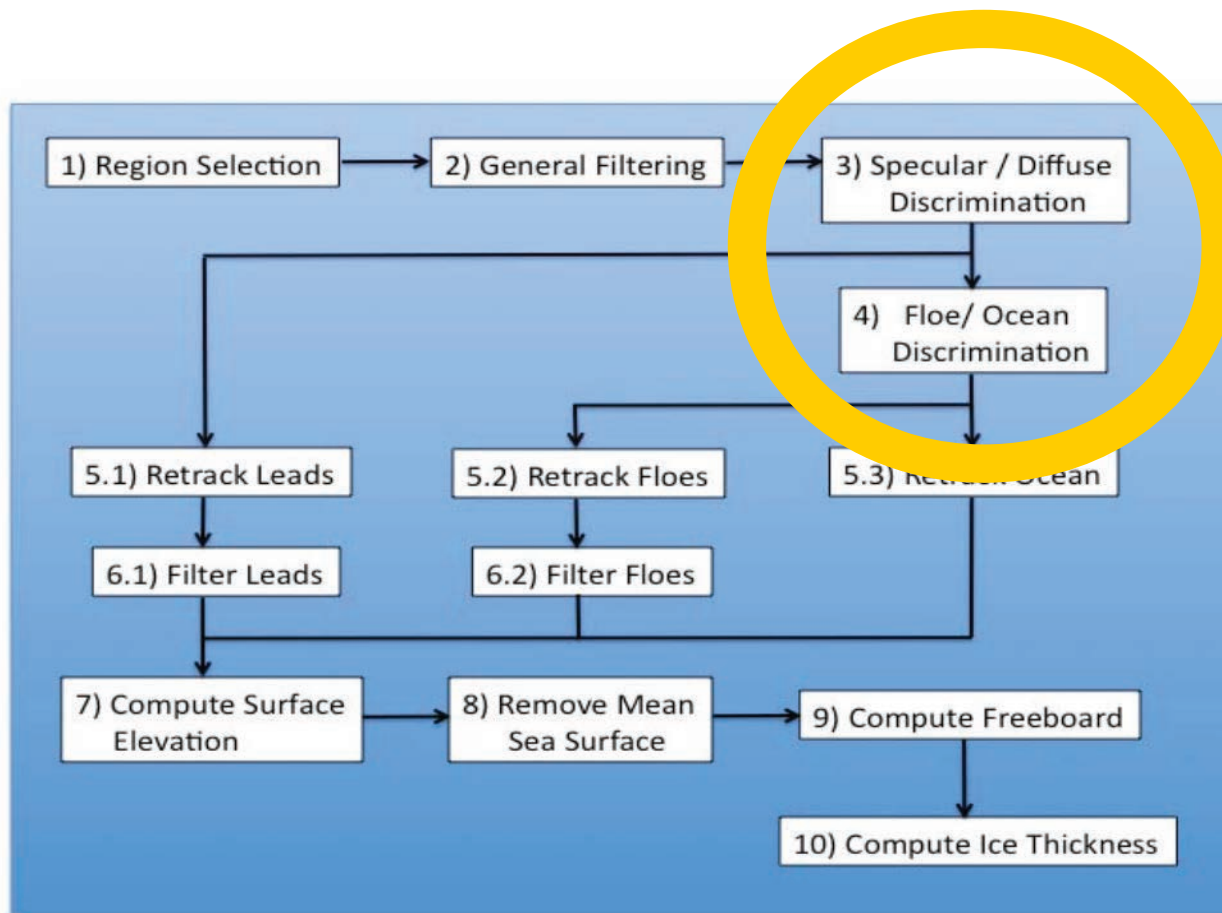 1) Region Selection
2) General Filtering
3) Specular / Diffuse
Discrimination
4) Floe/ Ocean
Discrimination
5.1) Retrack Leads
5.2) Retrack Floes
5.3) Retrack Ocean
6.1) Filter Leads
6.2) Filter Floes
7) Compute Surface
Elevation
8) Remove Mean
Sea Surface
9) Compute Freeboard
10) Compute Ice Thickness